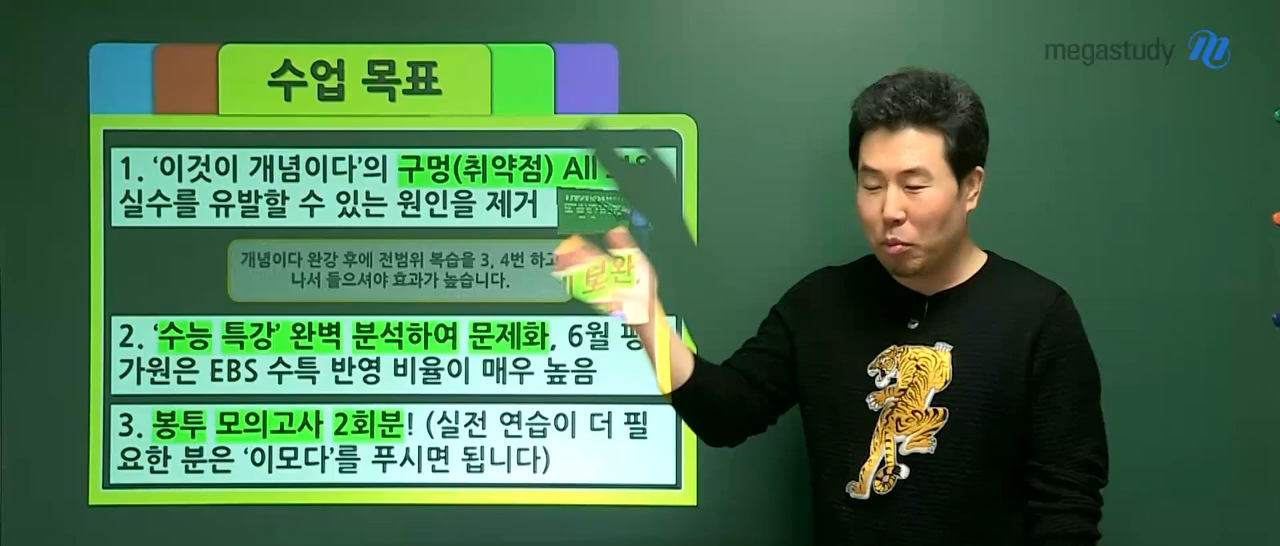 megastudy
수업 목표
1. ‘이것이 개념이다’의 구멍(취약점) All
실수를 유발할 수 있는 원인을 제거
개념이다 완강 후에 전범위 복습을 3, 4번 하고
나서 들으셔야 효과가 높습니다.
2. ‘수능 특강’ 완벽 분석하여 문제화, 6월 평
가원은 EBS 수특 반영 비율이 매우 높음
3. 봉투 모의고사 2회분! (실전 연습이 더 필
요한 분은 ‘이모다’를 푸시면 됩니다)